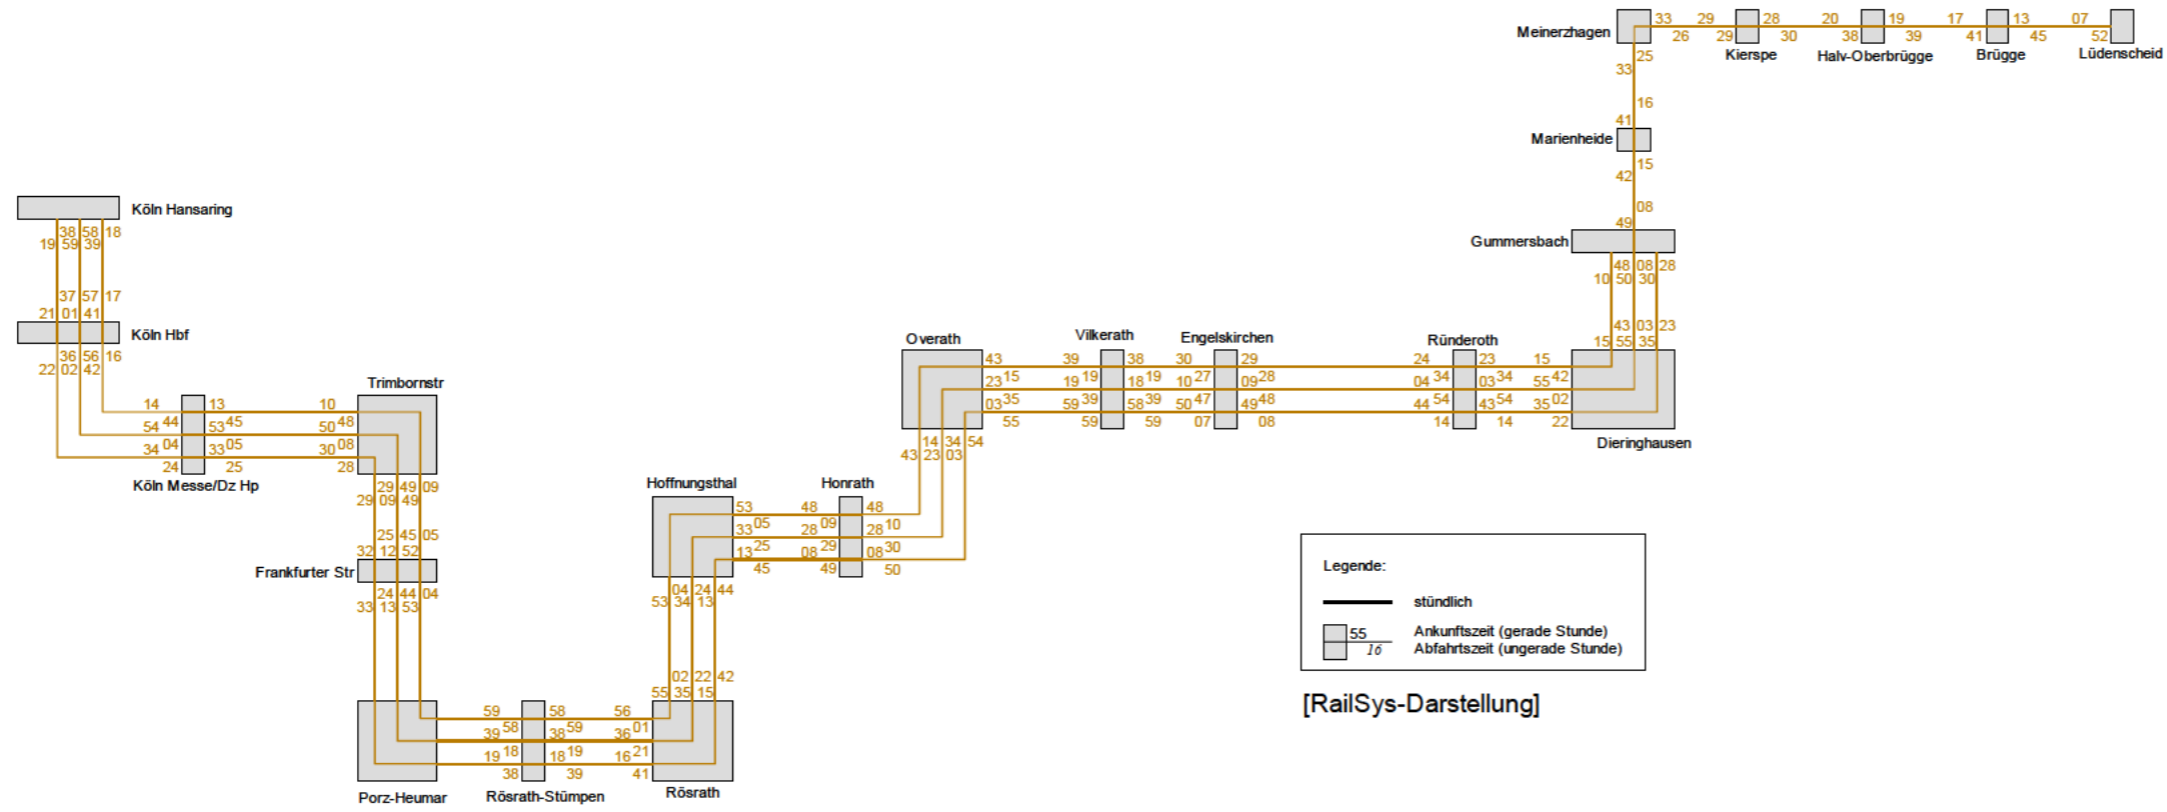 33 29 28 20 19 17 13 07
Meinerzhagen
26 29 30 38 39 41 45 52
Kierspe Halv-Oberbrügge Brügge Lüdenscheid
25
33
16
41
Marienheide
15
42
08
49
Gummersbach
48 08 28
10 50 30
43 03 23
15 55 35
Köln Hansaring
38 58 18
19 59 39
37 57 17
21 01 41
Köln Hbf
36 56 16
22 02 42
Overath Vilkerath Engelskirchen Ründeroth
43 39 38 30 29 24 23 15
23 15 19 19 18 19 10 27 09 28 04 34 03 34 55 42
03 35 59 39 58 39 50 47 49 48 44 54 43 54 35 02
55 59 59 07 08 14 14 22
Dieringhausen
Trimbornstr
14 13 10
54 44 53 45 50 48
34 04 33 05 30 08
24 25 28
Köln Messe/Dz Hp
14 34 54
43 23 03
29 49 09
29 09 49
25 45 05
32 12 52
Frankfurter Str
24 44 04
33 13 53
Hoffnungsthal Honrath
53 48 48
33 05 28 09 28 10
13 25 08 29 08 30
45 49 50
04 24 44
53 34 13
02 22 42
55 35 15
59 58 56
39 58 38 59 36 01
19 18 18 19 16 21
38 39 41
Porz-Heumar Rösrath-Stümpen Rösrath
Legende:
stündlich
55 Ankunftszeit (gerade Stunde)
16 Abfahrtszeit (ungerade Stunde)
[RailSys-Darstellung]